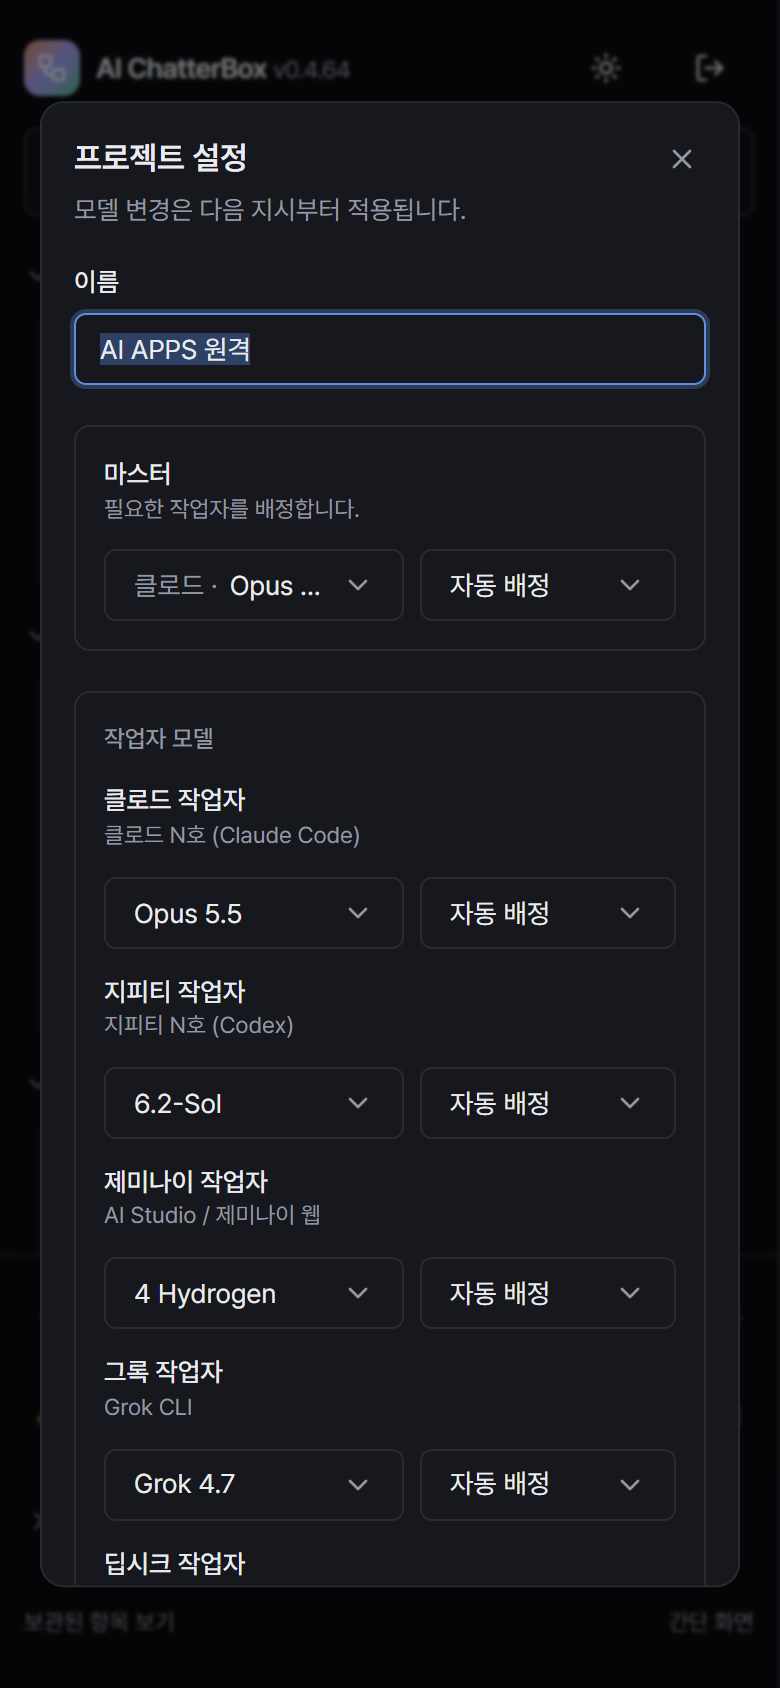 AI ChatterBox v0.4.64
프로젝트 설정
모델 변경은 다음 지시부터 적용됩니다.
이름
AI APPS 원격
마스터
필요한 작업자를 배정합니다.
클로드 · Opus ...
자동 배정
작업자 모델
클로드 작업자
클로드 N호 (Claude Code)
Opus 5.5
자동 배정
지피티 작업자
지피티 N호 (Codex)
6.2-Sol
자동 배정
제미나이 작업자
AI Studio / 제미나이 웹
4 Hydrogen
자동 배정
그록 작업자
Grok CLI
Grok 4.7
자동 배정
딥시크 작업자
보관된 항목 보기
간단 화면